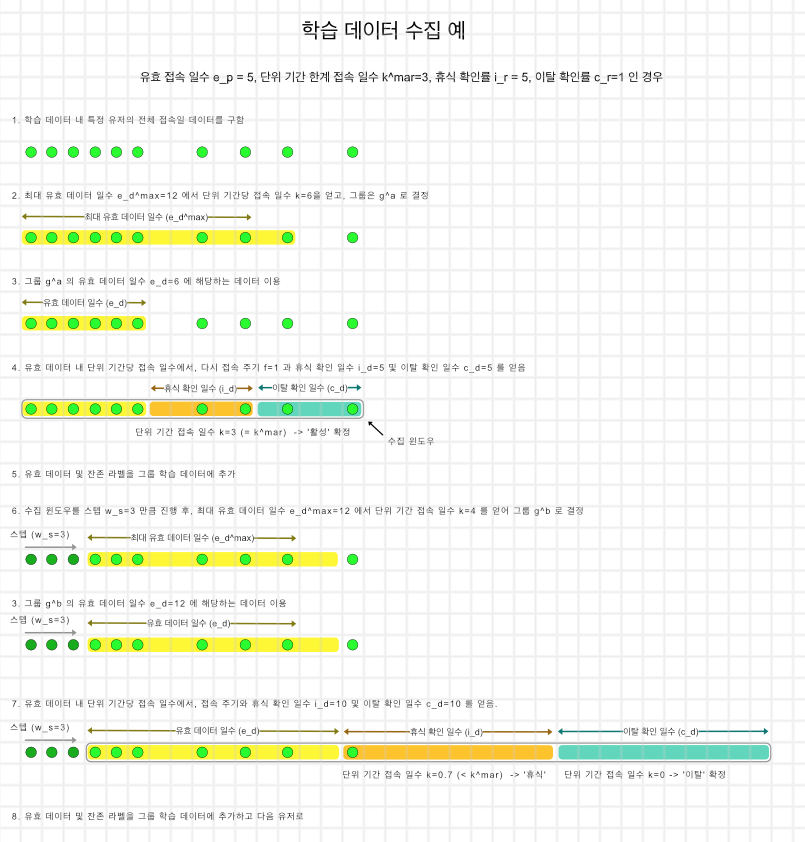 학습 데이터 수집 예
유효 접속 일수 e_p = 5, 단위 기간 한계 접속 일수 k^mar=3, 휴식 확인률 i_r = 5, 이탈 확인률 c_r=1 인 경우
1. 학습 데이터 내 특정 유저의 전체 접속일 데이터를 구함
2. 최대 유효 데이터 일수 e_d^max=12 에서 단위 기간당 접속 일수 k=6을 얻고, 그룹은 g^a 로 결정
최대 유효 데이터 일수 (e_d^max)
3. 그룹 g^a 의 유효 데이터 일수 e_d=6 에 해당하는 데이터 이용
유효 데이터 일수 (e_d)
4. 유효 데이터 내 단위 기간당 접속 일수에서, 다시 접속 주기 f=1 과 휴식 확인 일수 i_d=5 및 이탈 확인 일수 c_d=5 를 얻음
휴식 확인 일수 (i_d) 이탈 확인 일수 (c_d)
단위 기간 접속 일수 k=3 (= k^mar) -> '활성' 확정
수집 윈도우
5. 유효 데이터 및 잔존 라벨을 그룹 학습 데이터에 추가
6. 수집 윈도우를 스텝 w_s=3 만큼 진행 후, 최대 유효 데이터 일수 e_d^max=12 에서 단위 기간 접속 일수 k=4 를 얻어 그룹 g^b 로 결정
스텝 (w_s=3) 최대 유효 데이터 일수 (e_d^max)
3. 그룹 g^b 의 유효 데이터 일수 e_d=12 에 해당하는 데이터 이용
스텝 (w_s=3) 유효 데이터 일수 (e_d)
7. 유효 데이터 내 단위 기간당 접속 일수에서, 접속 주기와 휴식 확인 일수 i_d=10 및 이탈 확인 일수 c_d=10 를 얻음.
스텝 (w_s=3) 유효 데이터 일수 (e_d) 휴식 확인 일수 (i_d) 이탈 확인 일수 (c_d)
단위 기간 접속 일수 k=0.7 (< k^mar) -> '휴식' 단위 기간 접속 일수 k=0 -> '이탈' 확정
8. 유효 데이터 및 잔존 라벨을 그룹 학습 데이터에 추가하고 다음 유저로